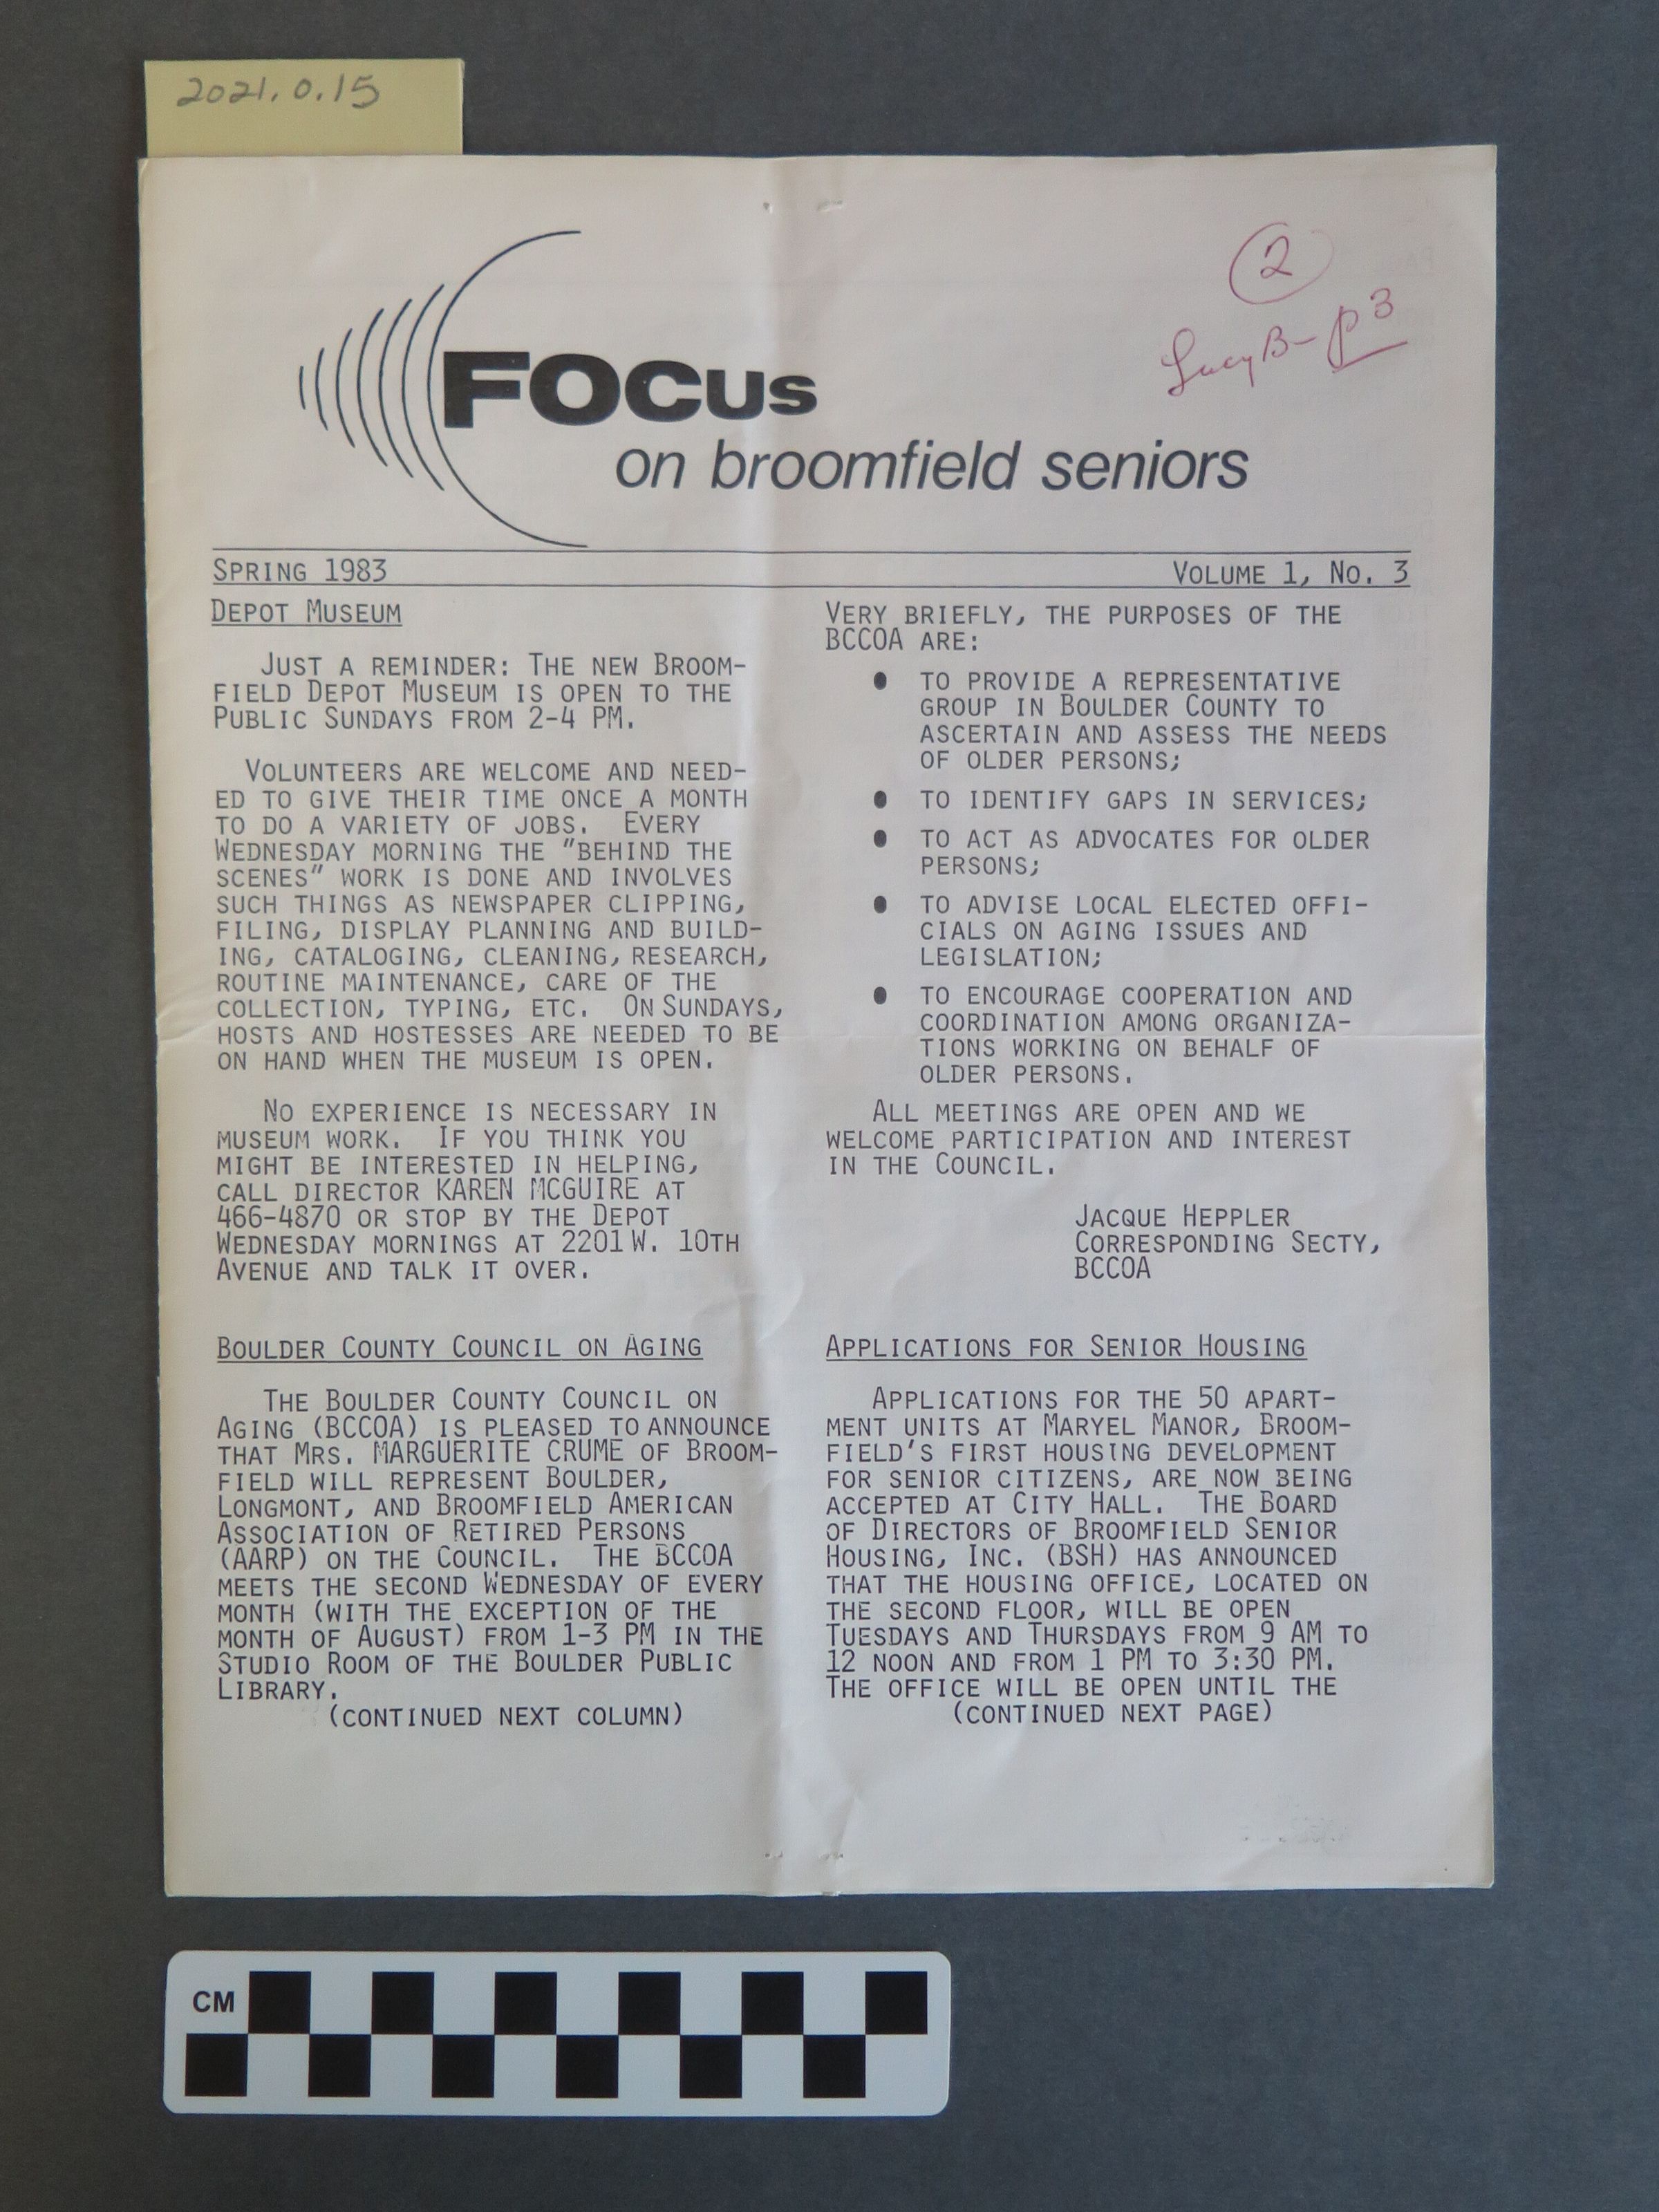 2021.0.15
2
Lucy B - p 3
FOCUS
on broomfield seniors
SPRING 1983
VOLUME 1, NO. 3
DEPOT MUSEUM
JUST A REMINDER: THE NEW BROOM-
FIELD DEPOT MUSEUM IS OPEN TO THE
PUBLIC SUNDAYS FROM 2-4 PM.
VOLUNTEERS ARE WELCOME AND NEED-
ED TO GIVE THEIR TIME ONCE A MONTH
TO DO A VARIETY OF JOBS. EVERY
WEDNESDAY MORNING THE "BEHIND THE
SCENES" WORK IS DONE AND INVOLVES
SUCH THINGS AS NEWSPAPER CLIPPING,
FILING, DISPLAY PLANNING AND BUILD-
ING, CATALOGING, CLEANING, RESEARCH,
ROUTINE MAINTENANCE, CARE OF THE
COLLECTION, TYPING, ETC. ON SUNDAYS,
HOSTS AND HOSTESSES ARE NEEDED TO BE
ON HAND WHEN THE MUSEUM IS OPEN.
NO EXPERIENCE IS NECESSARY IN
MUSEUM WORK. IF YOU THINK YOU
MIGHT BE INTERESTED IN HELPING,
CALL DIRECTOR KAREN MCGUIRE AT
466-4870 OR STOP BY THE DEPOT
WEDNESDAY MORNINGS AT 2201 W. 10TH
AVENUE AND TALK IT OVER.
BOULDER COUNTY COUNCIL ON AGING
THE BOULDER COUNTY COUNCIL ON
AGING (BCCOA) IS PLEASED TO ANNOUNCE
THAT MRS. MARGUERITE CRUME OF BROOM-
FIELD WILL REPRESENT BOULDER,
LONGMONT, AND BROOMFIELD AMERICAN
ASSOCIATION OF RETIRED PERSONS
(AARP) ON THE COUNCIL. THE BCCOA
MEETS THE SECOND WEDNESDAY OF EVERY
MONTH (WITH THE EXCEPTION OF THE
MONTH OF AUGUST) FROM 1-3 PM IN THE
STUDIO ROOM OF THE BOULDER PUBLIC
LIBRARY.
(CONTINUED NEXT COLUMN)
VERY BRIEFLY, THE PURPOSES OF THE
BCCOA ARE:
● TO PROVIDE A REPRESENTATIVE
GROUP IN BOULDER COUNTY TO
ASCERTAIN AND ASSESS THE NEEDS
OF OLDER PERSONS;
● TO IDENTIFY GAPS IN SERVICES;
● TO ACT AS ADVOCATES FOR OLDER
PERSONS;
● TO ADVISE LOCAL ELECTED OFFI-
CIALS ON AGING ISSUES AND
LEGISLATION;
● TO ENCOURAGE COOPERATION AND
COORDINATION AMONG ORGANIZA-
TIONS WORKING ON BEHALF OF
OLDER PERSONS.
ALL MEETINGS ARE OPEN AND WE
WELCOME PARTICIPATION AND INTEREST
IN THE COUNCIL.
JACQUE HEPPLER
CORRESPONDING SECTY,
BCCOA
APPLICATIONS FOR SENIOR HOUSING
APPLICATIONS FOR THE 50 APART-
MENT UNITS AT MARYEL MANOR, BROOM-
FIELD'S FIRST HOUSING DEVELOPMENT
FOR SENIOR CITIZENS, ARE NOW BEING
ACCEPTED AT CITY HALL. THE BOARD
OF DIRECTORS OF BROOMFIELD SENIOR
HOUSING, INC. (BSH) HAS ANNOUNCED
THAT THE HOUSING OFFICE, LOCATED ON
THE SECOND FLOOR, WILL BE OPEN
TUESDAYS AND THURSDAYS FROM 9 AM TO
12 NOON AND FROM 1 PM TO 3:30 PM.
THE OFFICE WILL BE OPEN UNTIL THE
(CONTINUED NEXT PAGE)
CM